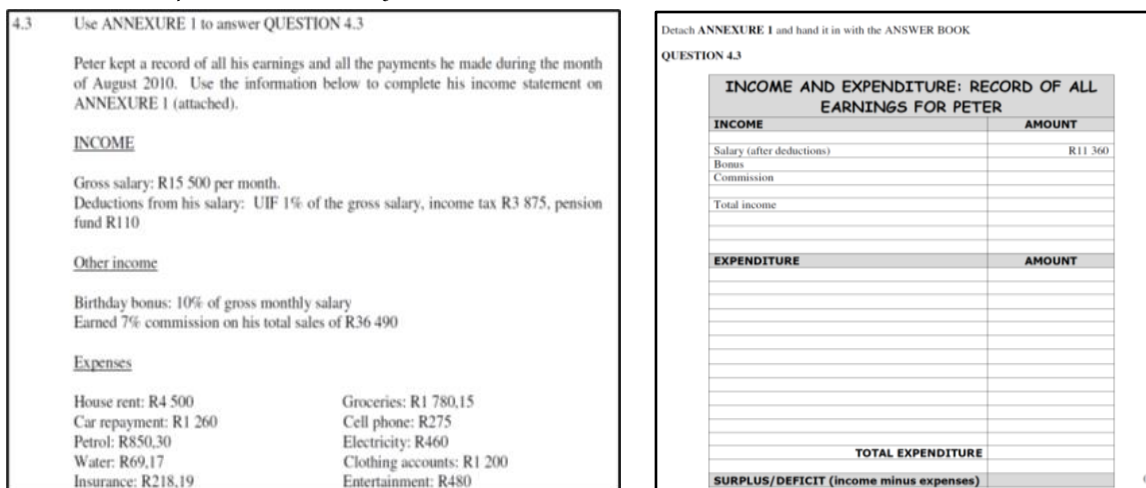 4.3 Use ANNEXURE 1 to answer QUESTION 4.3
Peter kept a record of all his earnings and all the payments he made during the month
of August 2010. Use the information below to complete his income statement on
ANNEXURE 1 (attached).
INCOME
Gross salary: R15 500 per month.
Deductions from his salary: UIF 1% of the gross salary, income tax R3 875, pension
fund R110
Other income
Birthday bonus: 10% of gross monthly salary
Earned 7% commission on his total sales of R36 490
Expenses
House rent: R4 500 Groceries: R1 780,15
Car repayment: R1 260 Cell phone: R275
Petrol: R850,30 Electricity: R460
Water: R69,17 Clothing accounts: R1 200
Insurance: R218,19 Entertainment: R480
Detach ANNEXURE 1 and hand it in with the ANSWER BOOK
QUESTION 4.3
INCOME AND EXPENDITURE: RECORD OF ALL
EARNINGS FOR PETER
INCOME AMOUNT
Salary (after deductions) R11 360
Bonus
Commission
Total income
EXPENDITURE AMOUNT
TOTAL EXPENDITURE
SURPLUS/DEFICIT (income minus expenses)